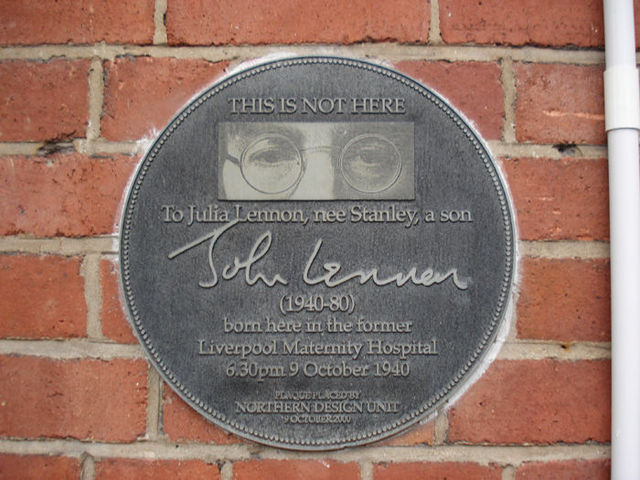 THIS IS NOT HERE
To Julia Lennon, nee Stanley, a son
John Lennon
(1940-80)
born here in the former
Liverpool Maternity Hospital
6.30pm 9 October 1940
PLAQUE PLACED BY
NORTHERN DESIGN UNIT
9 OCTOBER 2000